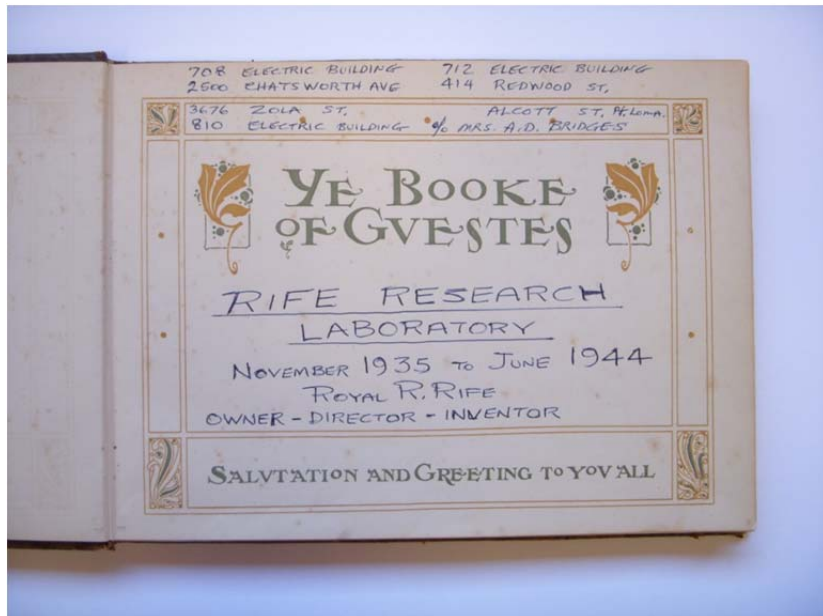 708 ELECTRIC BUILDING 712 ELECTRIC BUILDING
2500 CHATSWORTH AVE 414 REDWOOD ST,
3676 ZOLA ST. ALCOTT ST. Pt. LOMA.
810 ELECTRIC BUILDING c/o MRS. A.D. BRIDGES
YE BOOKE
OF GVESTES
RIFE RESEARCH
LABORATORY
NOVEMBER 1935 TO JUNE 1944
ROYAL R. RIFE
OWNER - DIRECTOR - INVENTOR
SALVTATION AND GREETING TO YOV ALL